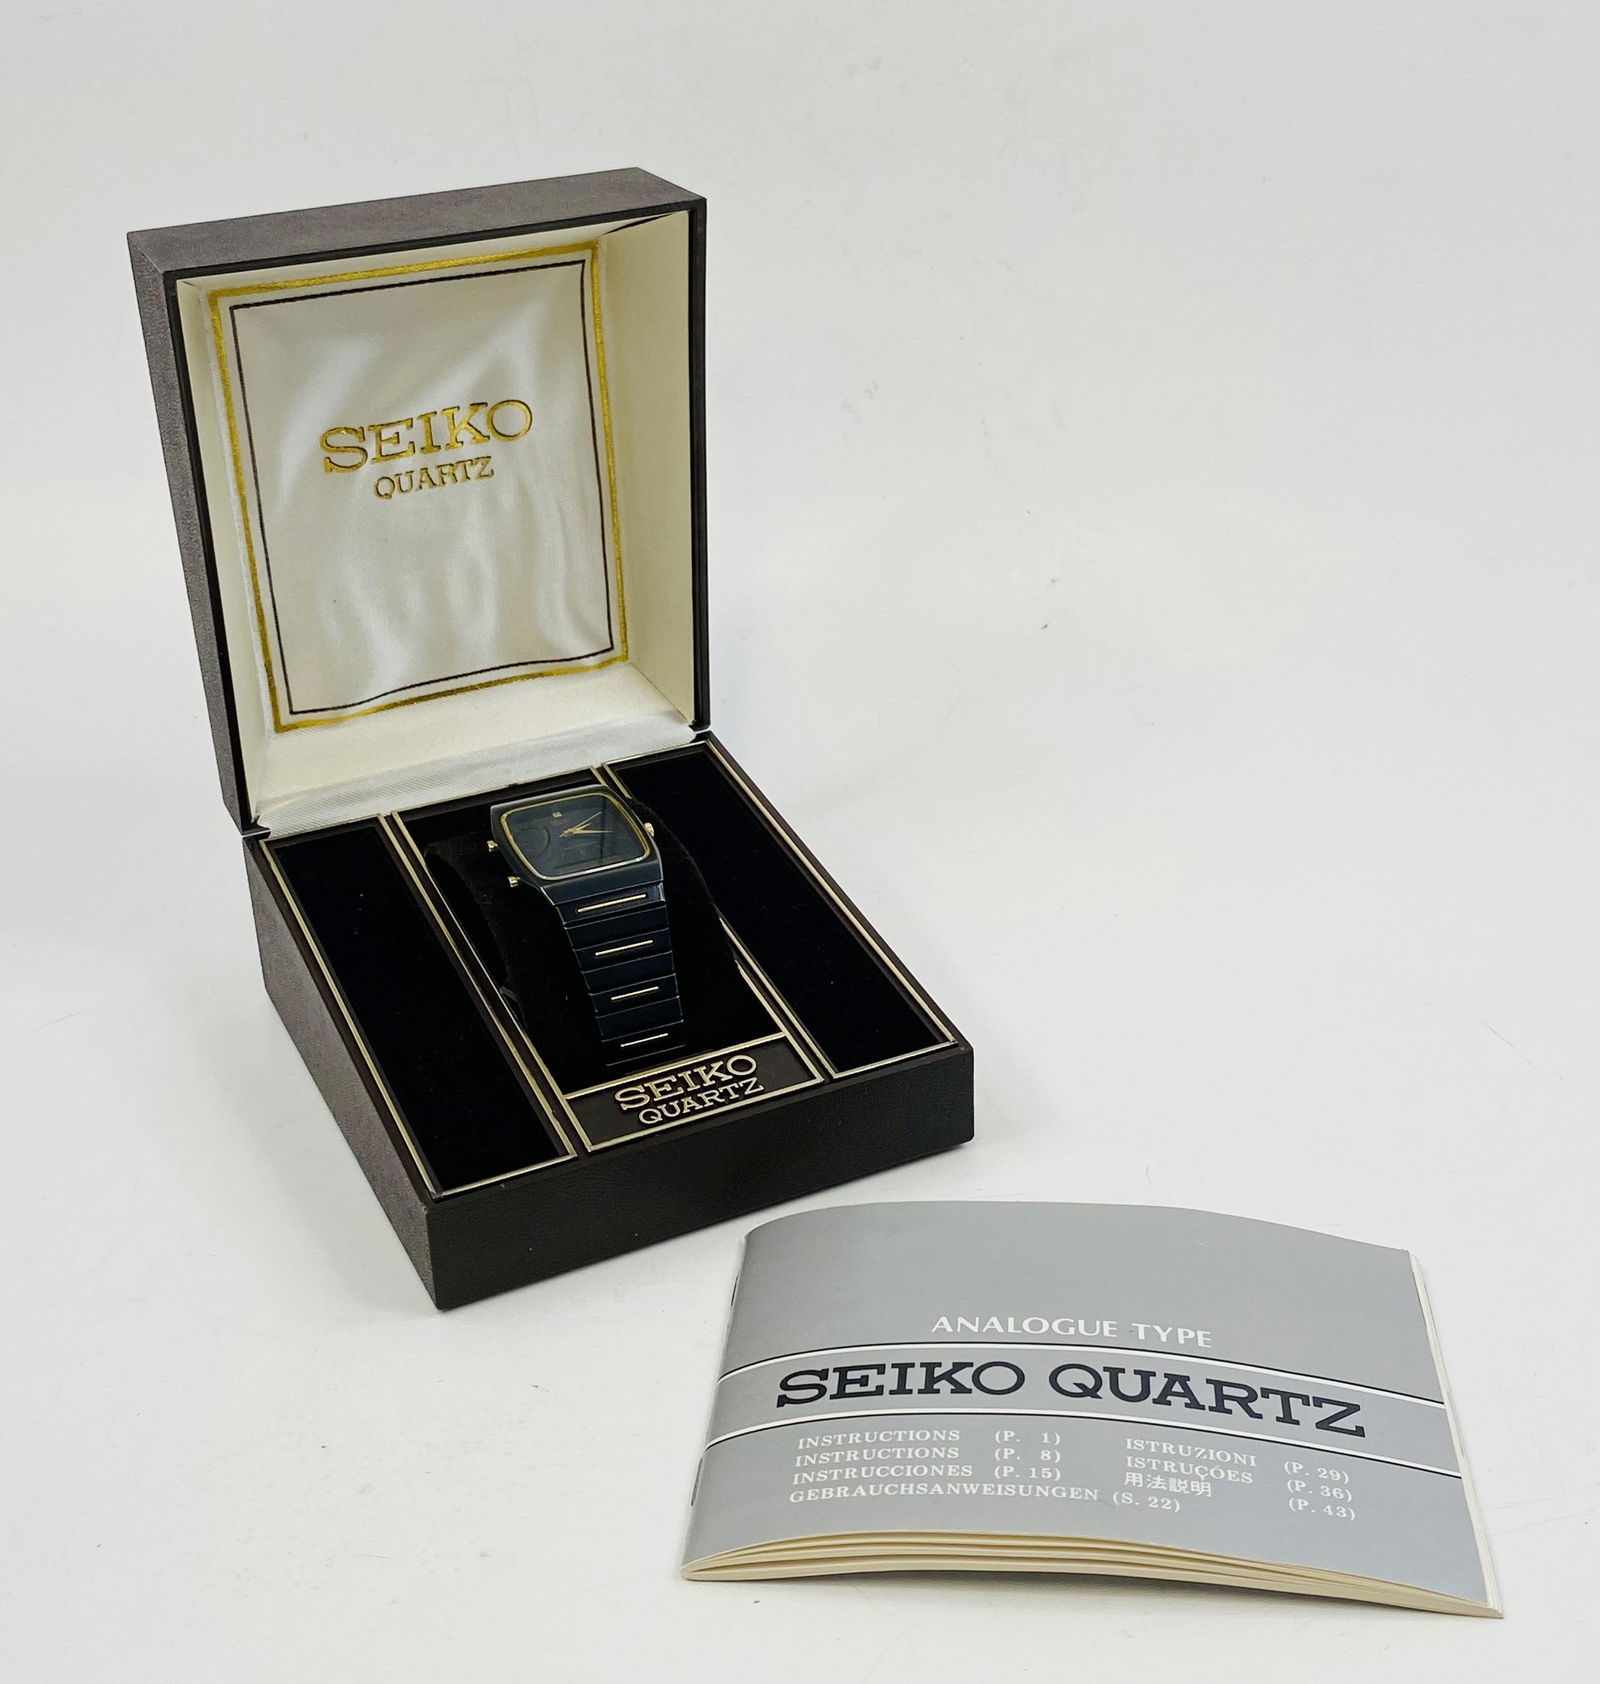 SEIKO
QUARTZ
SEIKO
QUARTZ
ANALOGUE TYPE
SEIKO QUARTZ
INSTRUCTIONS (P. 1)
INSTRUCTIONS (P. 8)
INSTRUCCIONES (P. 15)
GEBRAUCHSANWEISUNGEN (S. 22)
ISTRUZIONI (P. 29)
ISTRUÇÕES (P. 36)
用法説明 (P. 43)